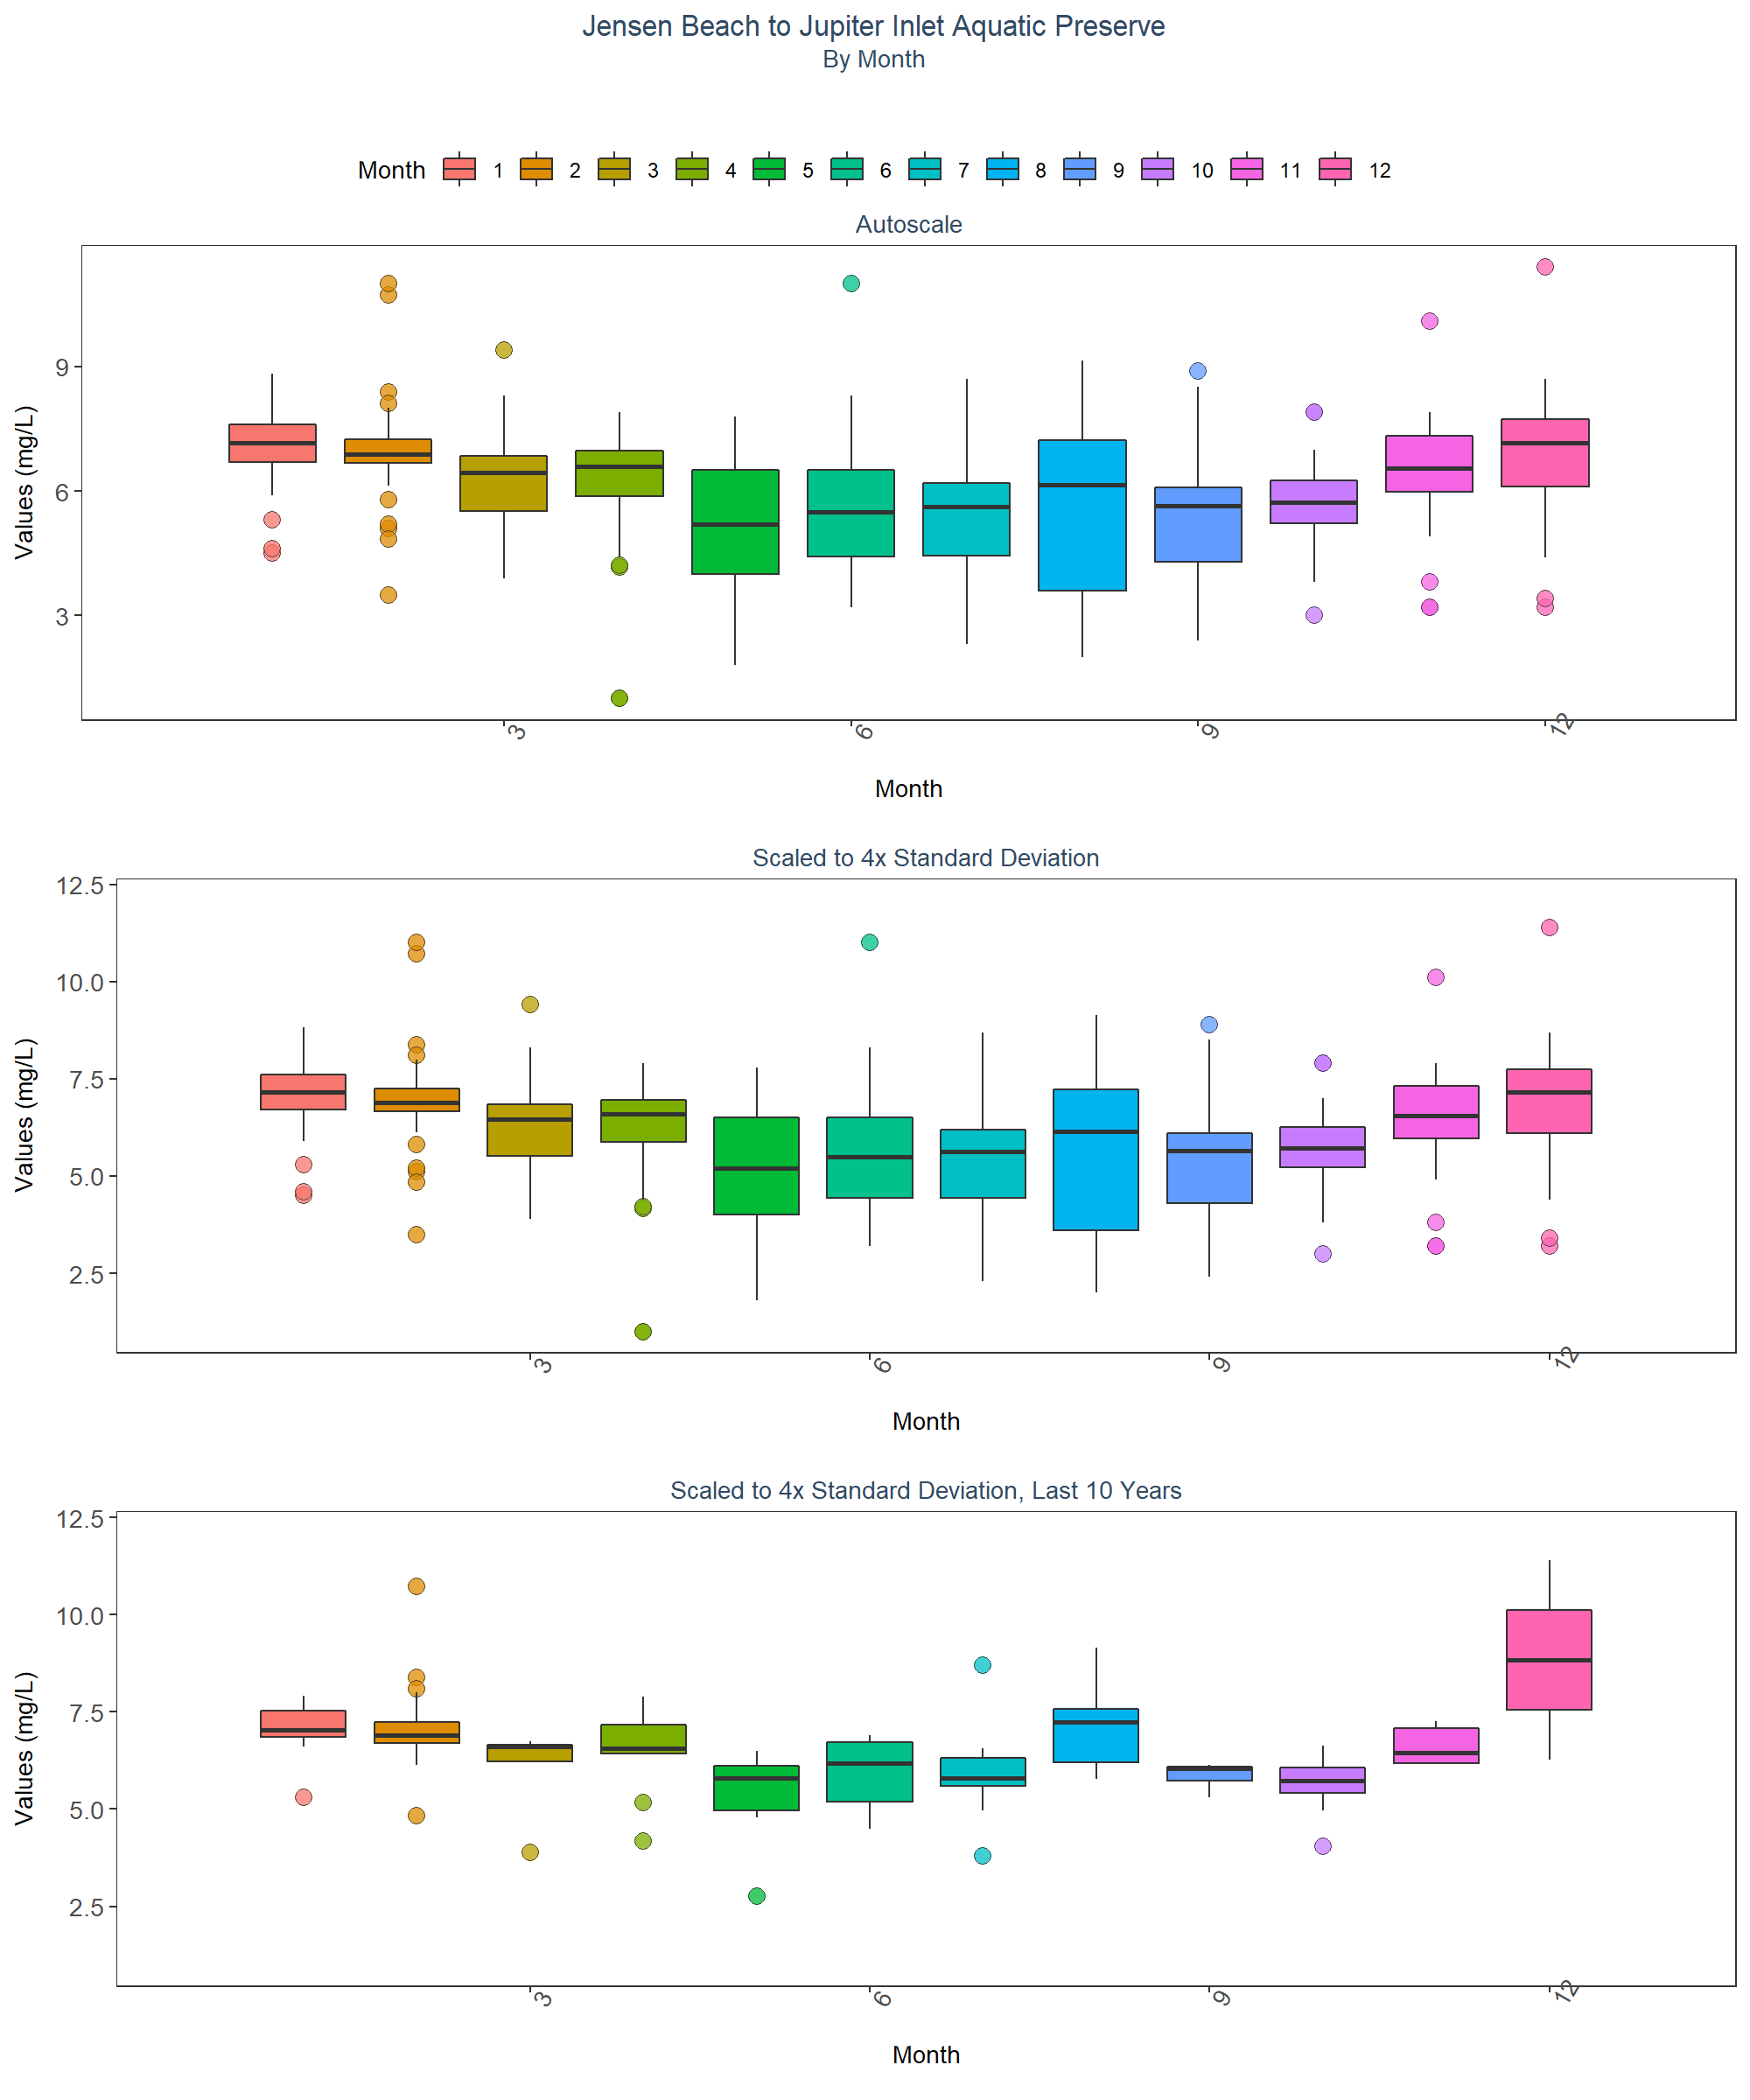 Jensen Beach to Jupiter Inlet Aquatic Preserve
By Month
Month 1 2 3 4 5 6 7 8 9 10 11 12
Autoscale
Values (mg/L)
9
6
3
3 6 9 12
Month
Scaled to 4x Standard Deviation
Values (mg/L)
12.5
10.0
7.5
5.0
2.5
3 6 9 12
Month
Scaled to 4x Standard Deviation, Last 10 Years
Values (mg/L)
12.5
10.0
7.5
5.0
2.5
3 6 9 12
Month